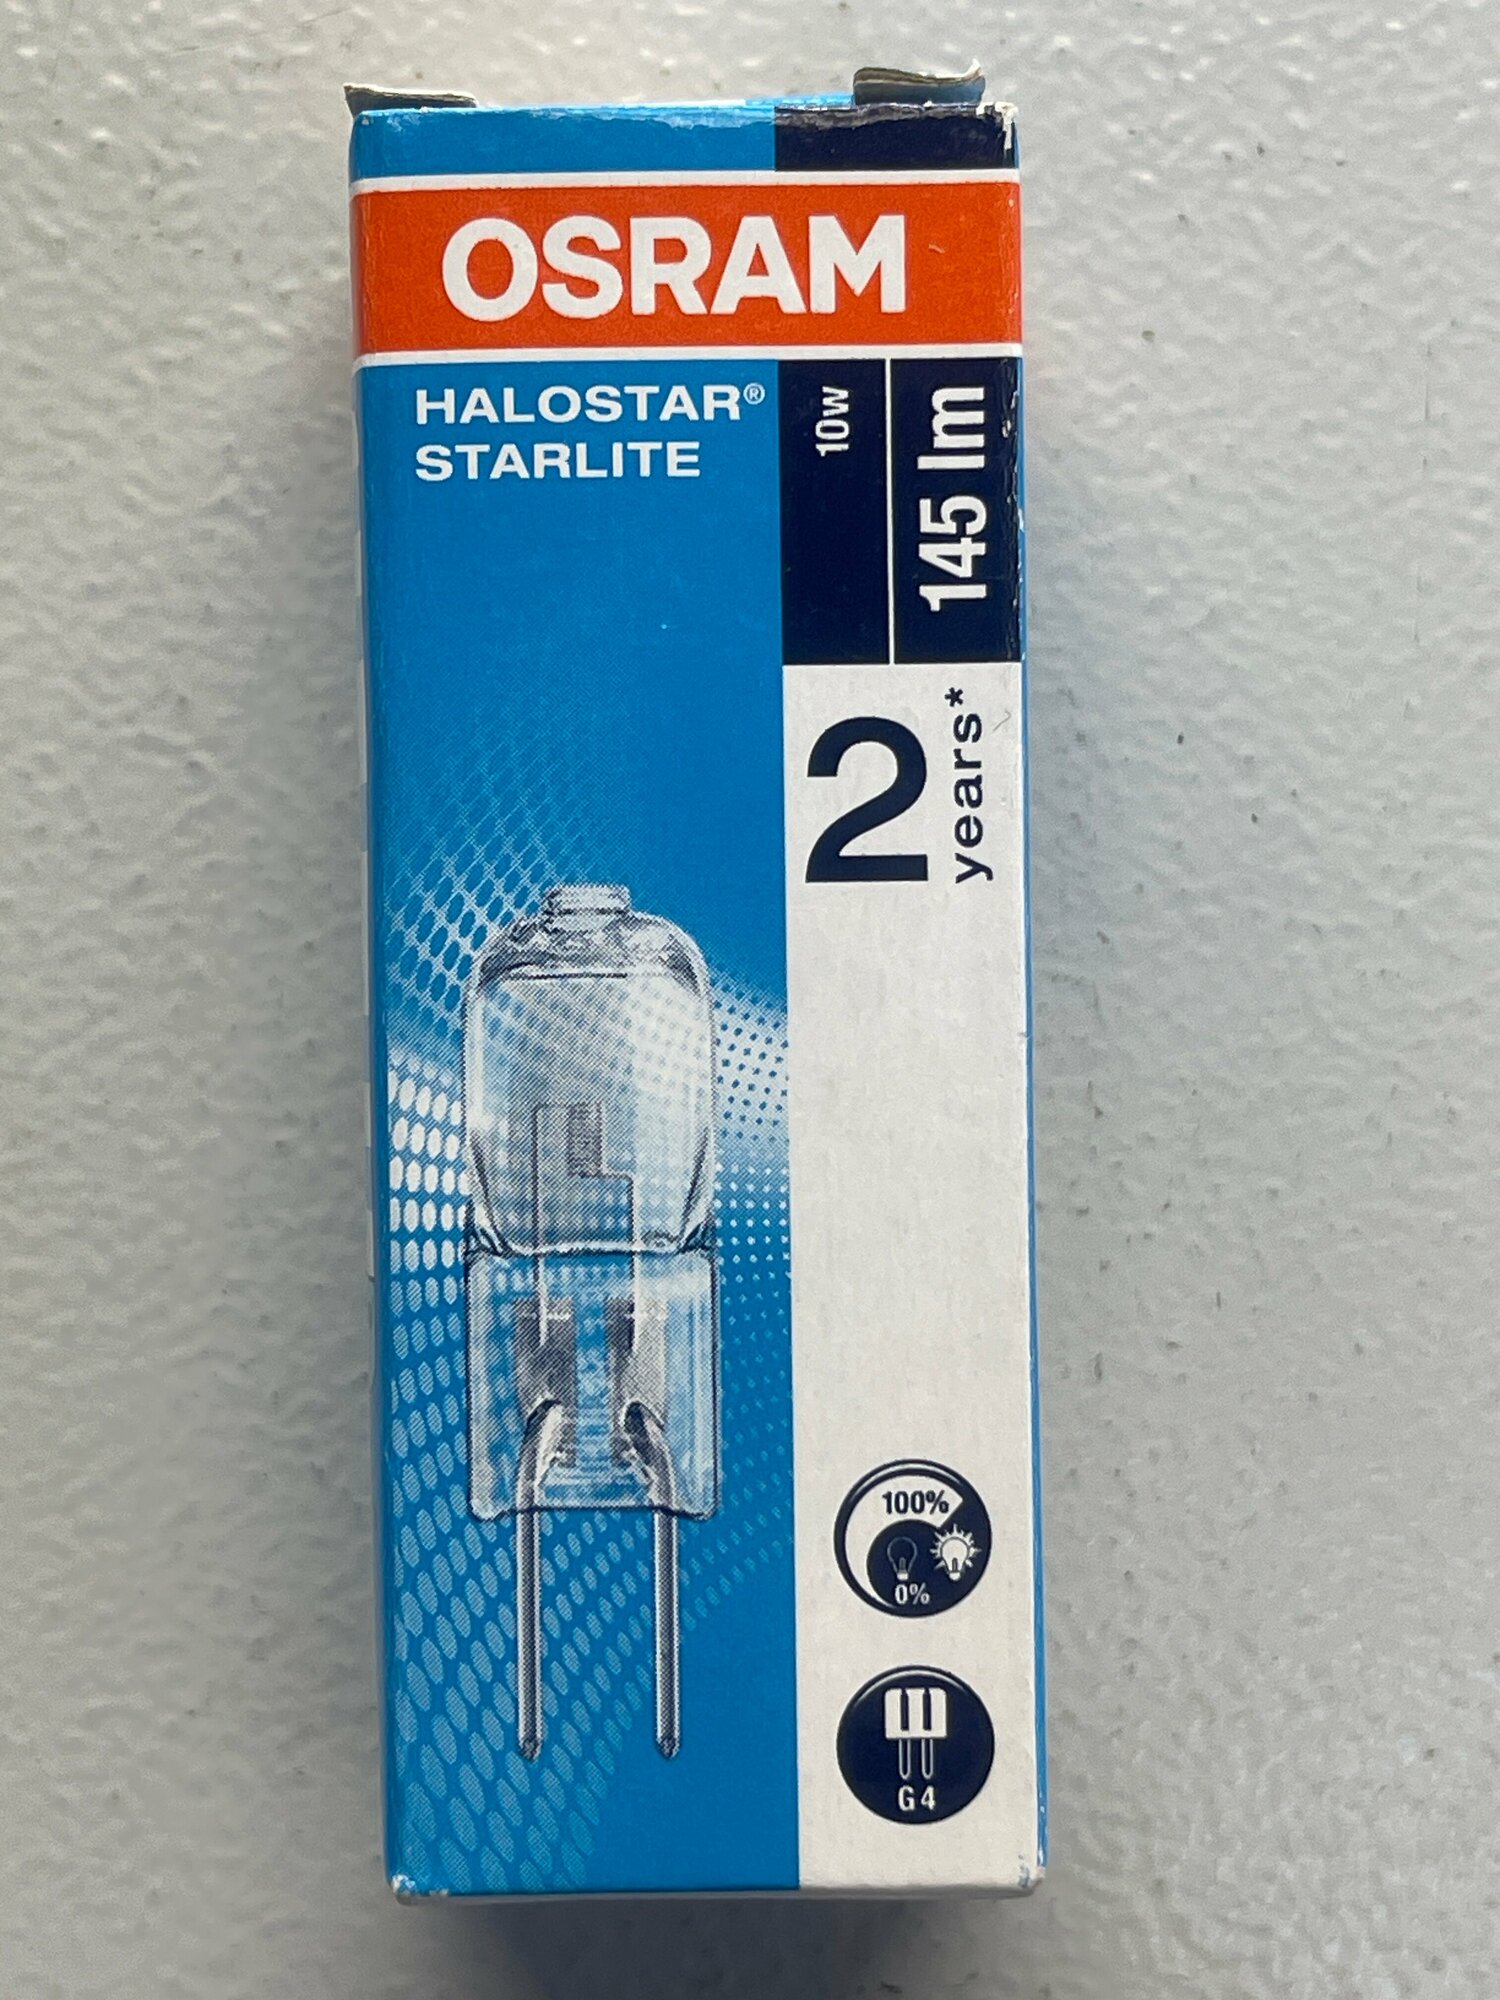 OSRAM
HALOSTAR®
STARLITE
10w
145 lm
2
years*
100%
0%
G4